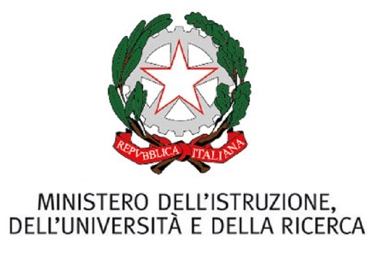 REPVBBLICA ITALIANA
MINISTERO DELL'ISTRUZIONE,
DELL'UNIVERSITÀ E DELLA RICERCA